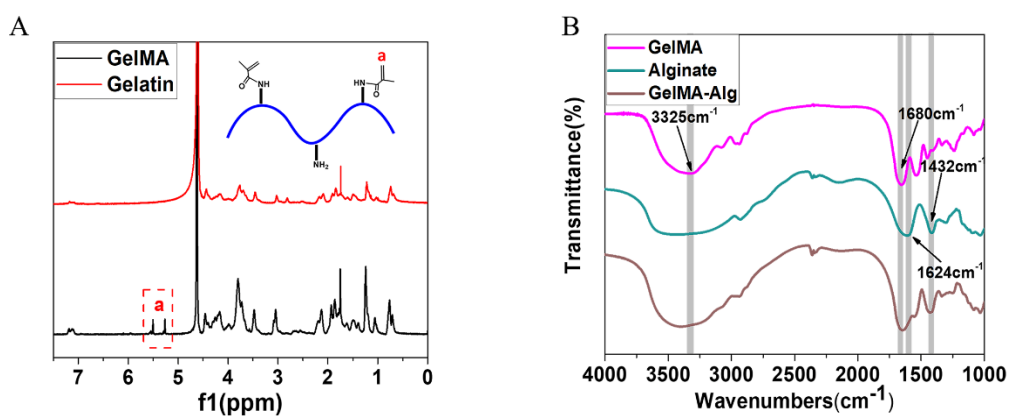 A
GelMA
Gelatin
a
O
NH
HN
O
NH₂
a
7 6 5 4 3 2 1 0
f1(ppm)
B
GelMA
Alginate
GelMA-Alg
3325cm⁻¹
1680cm⁻¹
1432cm⁻¹
1624cm⁻¹
Transmittance(%)
4000 3500 3000 2500 2000 1500 1000
Wavenumbers(cm⁻¹)